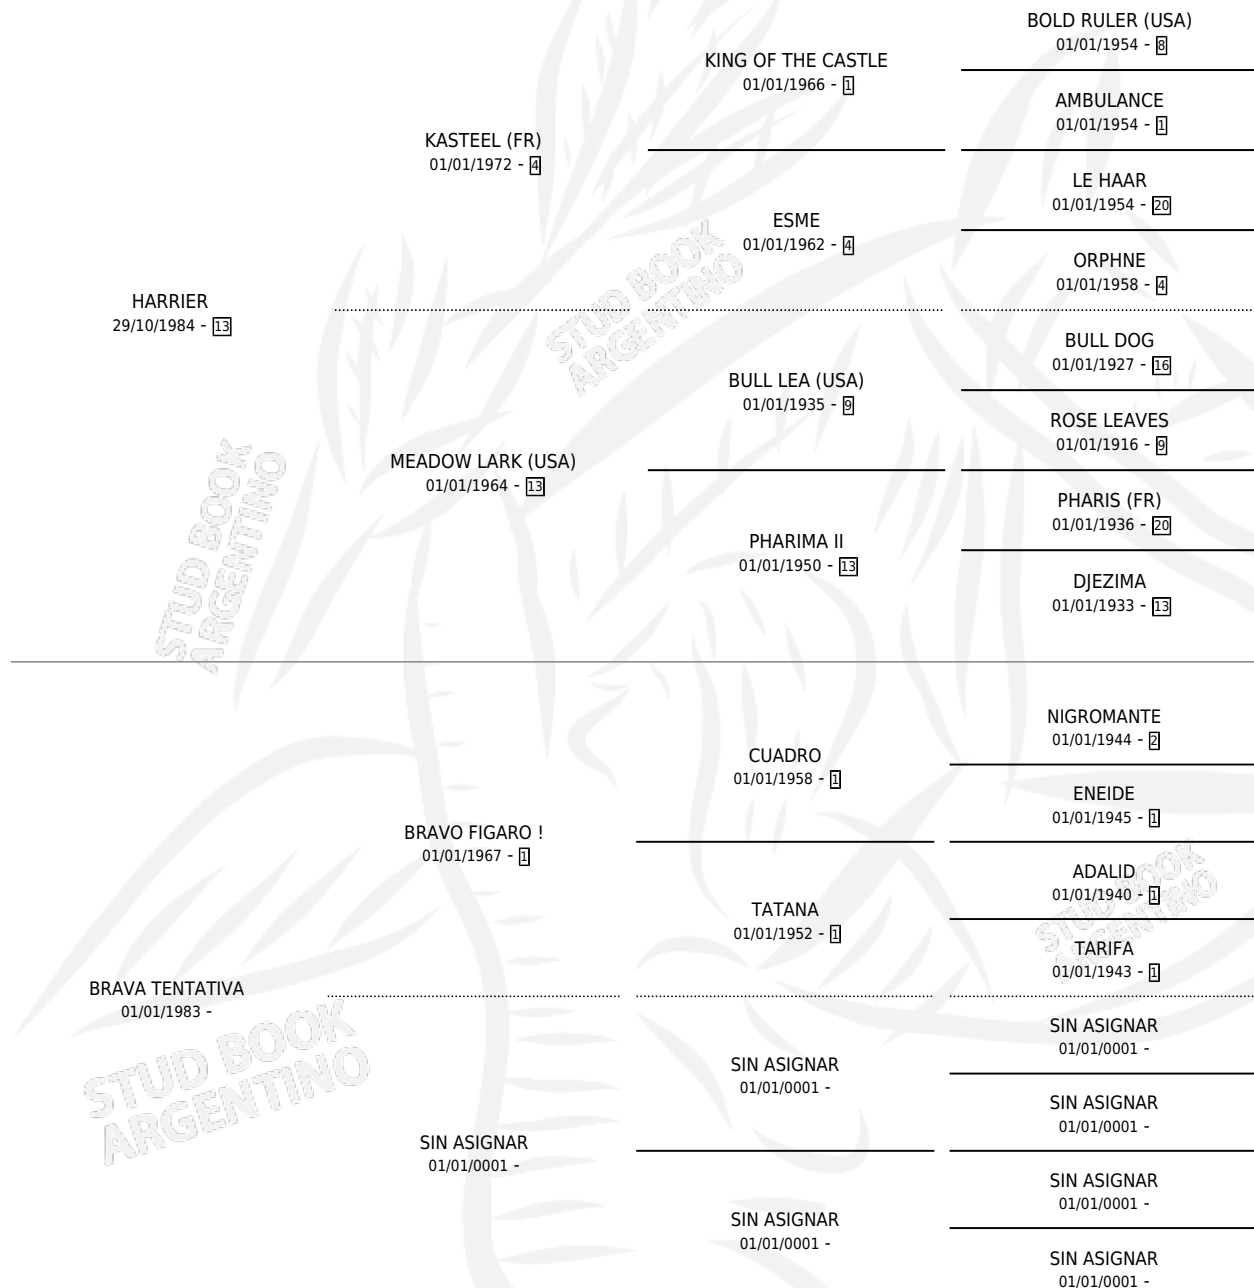 BOLD RULER (USA)
01/01/1954 - 8
KING OF THE CASTLE
01/01/1966 - 1
AMBULANCE
01/01/1954 - 1
KASTEEL (FR)
01/01/1972 - 4
LE HAAR
01/01/1954 - 20
ESME
01/01/1962 - 4
ORPHNE
01/01/1958 - 4
HARRIER
29/10/1984 - 13
BULL DOG
01/01/1927 - 16
BULL LEA (USA)
01/01/1935 - 9
ROSE LEAVES
01/01/1916 - 9
MEADOW LARK (USA)
01/01/1964 - 13
PHARIS (FR)
01/01/1936 - 20
PHARIMA II
01/01/1950 - 13
DJEZIMA
01/01/1933 - 13
NIGROMANTE
01/01/1944 - 2
CUADRO
01/01/1958 - 1
ENEIDE
01/01/1945 - 1
BRAVO FIGARO !
01/01/1967 - 1
ADALID
01/01/1940 - 1
TATANA
01/01/1952 - 1
TARIFA
01/01/1943 - 1
BRAVA TENTATIVA
01/01/1983 -
SIN ASIGNAR
01/01/0001 -
SIN ASIGNAR
01/01/0001 -
SIN ASIGNAR
01/01/0001 -
SIN ASIGNAR
01/01/0001 -
SIN ASIGNAR
01/01/0001 -
SIN ASIGNAR
01/01/0001 -
SIN ASIGNAR
01/01/0001 -
STUD BOOK
ARGENTINO
STUD BOOK
ARGENTINO
STUD BOOK
ARGENTINO
STUD BOOK
ARGENTINO